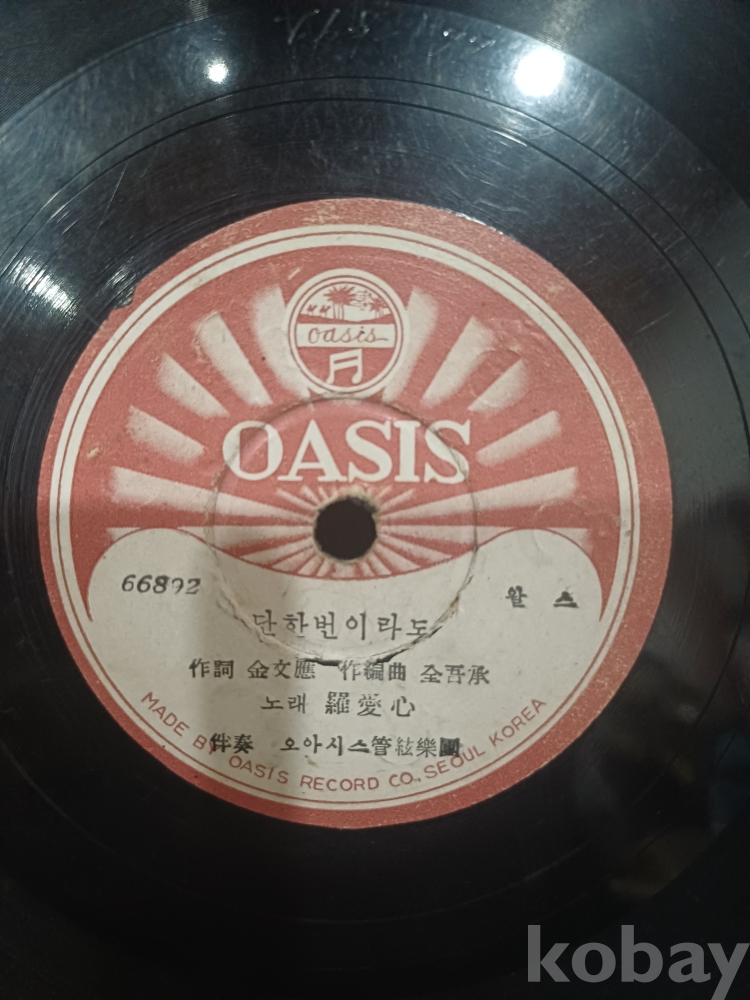 oasis
OASIS
66892 왈스
단한번이라도
作詞 金文應 作編曲 全吾承
노래 羅愛心
伴奏 오아시스管絃樂團
MADE BY OASIS RECORD CO., SEOUL KOREA
kobay